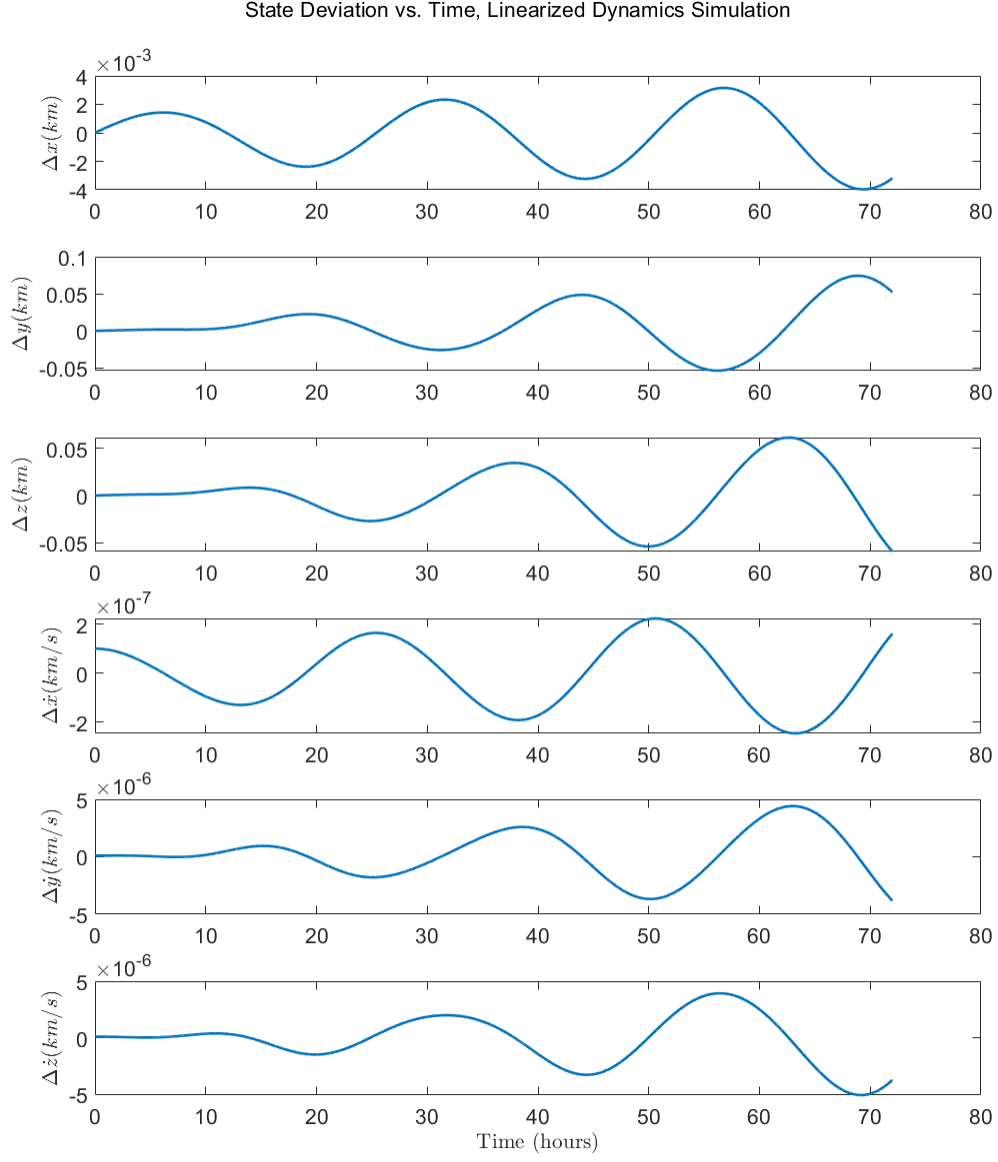 State Deviation vs. Time, Linearized Dynamics Simulation
×10⁻³
4
2
0
-2
-4
Δx(km)
0 10 20 30 40 50 60 70 80
0.1
0.05
0
-0.05
Δy(km)
0 10 20 30 40 50 60 70 80
0.05
0
-0.05
Δz(km)
0 10 20 30 40 50 60 70 80
×10⁻⁷
2
0
-2
Δẋ(km/s)
0 10 20 30 40 50 60 70 80
×10⁻⁶
5
0
-5
Δẏ(km/s)
0 10 20 30 40 50 60 70 80
×10⁻⁶
5
0
-5
Δż(km/s)
0 10 20 30 40 50 60 70 80
Time (hours)